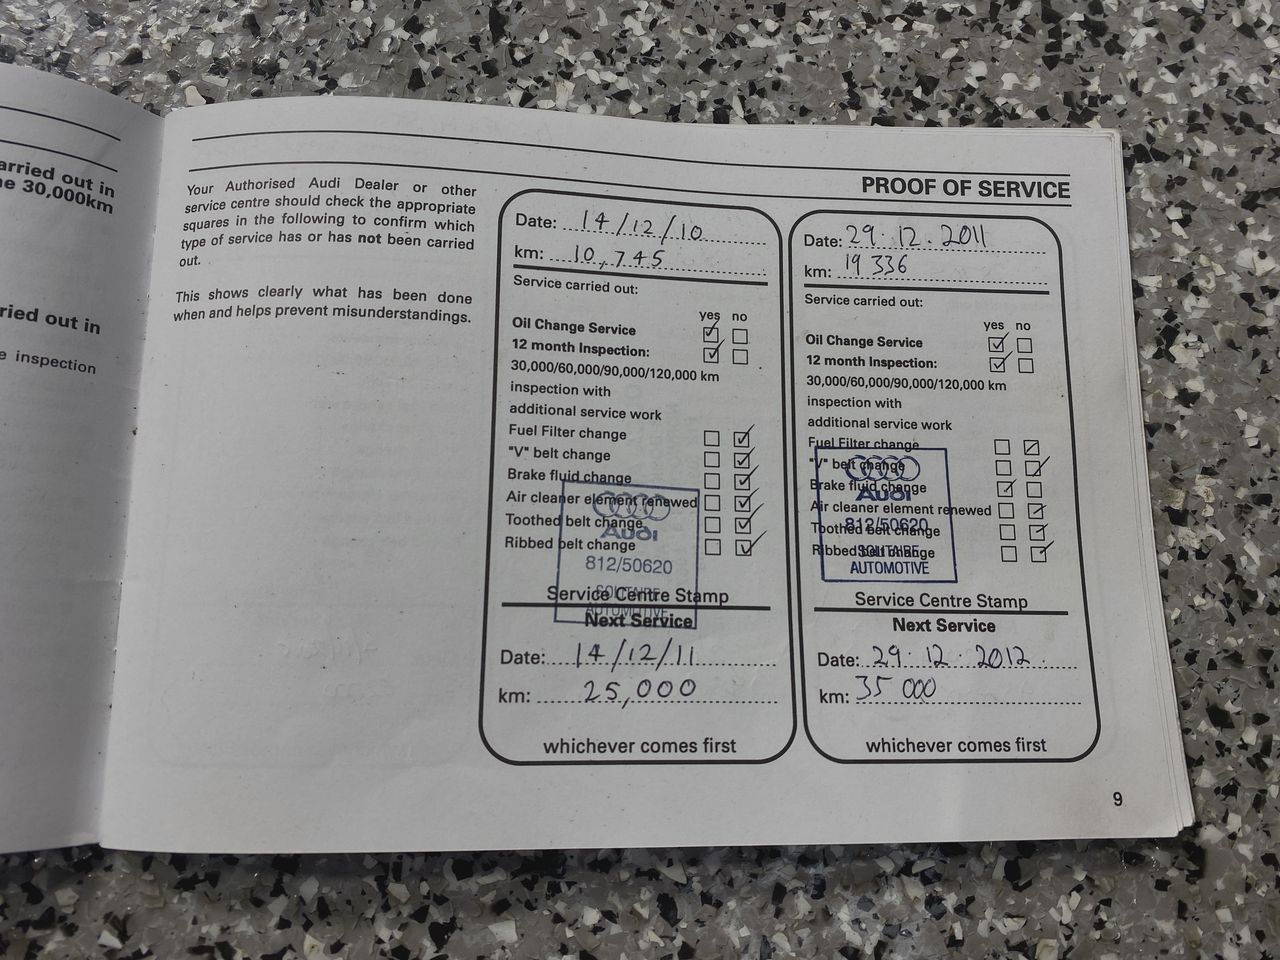 arried out in
ne 30,000km
ried out in
e inspection
PROOF OF SERVICE
Your Authorised Audi Dealer or other
service centre should check the appropriate
squares in the following to confirm which
type of service has or has not been carried
out.
This shows clearly what has been done
when and helps prevent misunderstandings.
Date: 14/12/10
km: 10,745
Service carried out:
yes no
Oil Change Service
12 month Inspection:
30,000/60,000/90,000/120,000 km
inspection with
additional service work
Fuel Filter change
"V" belt change
Brake fluid change
Air cleaner element renewed
Toothed belt change
Ribbed belt change
Audi
812/50620
SOLITAIRE
AUTOMOTIVE
Service Centre Stamp
Next Service
Date: 14/12/11
km: 25,000
whichever comes first
Date: 29.12.2011
km: 19 336
Service carried out:
yes no
Oil Change Service
12 month Inspection:
30,000/60,000/90,000/120,000 km
inspection with
additional service work
Fuel Filter change
"V" belt change
Brake fluid change
Air cleaner element renewed
Toothed belt change
Ribbed belt change
Audi
812/50620
SOLITAIRE
AUTOMOTIVE
Service Centre Stamp
Next Service
Date: 29.12.2012
km: 35 000
whichever comes first
9